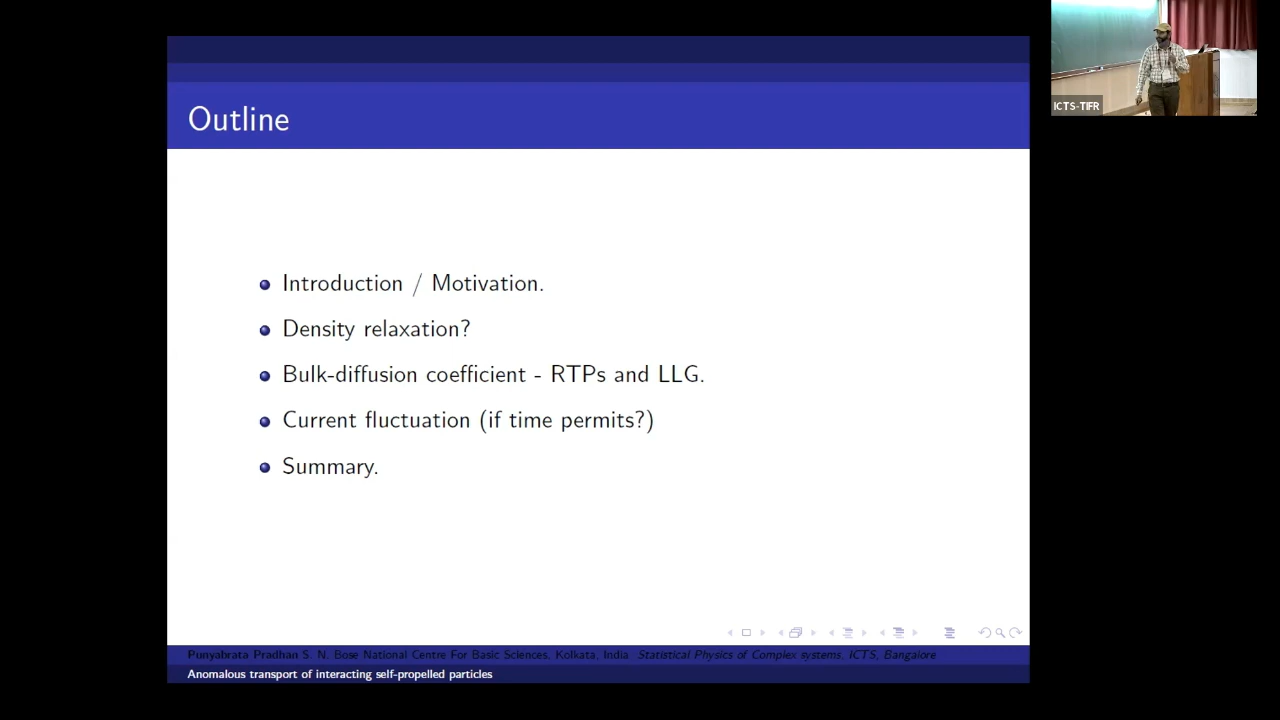 ICTS-TIFR
Outline
Introduction / Motivation.
Density relaxation?
Bulk-diffusion coefficient - RTPs and LLG.
Current fluctuation (if time permits?)
Summary.
Punyabrata Pradhan S. N. Bose National Centre For Basic Sciences, Kolkata, India Statistical Physics of Complex systems, ICTS, Bangalore
Anomalous transport of interacting self-propelled particles